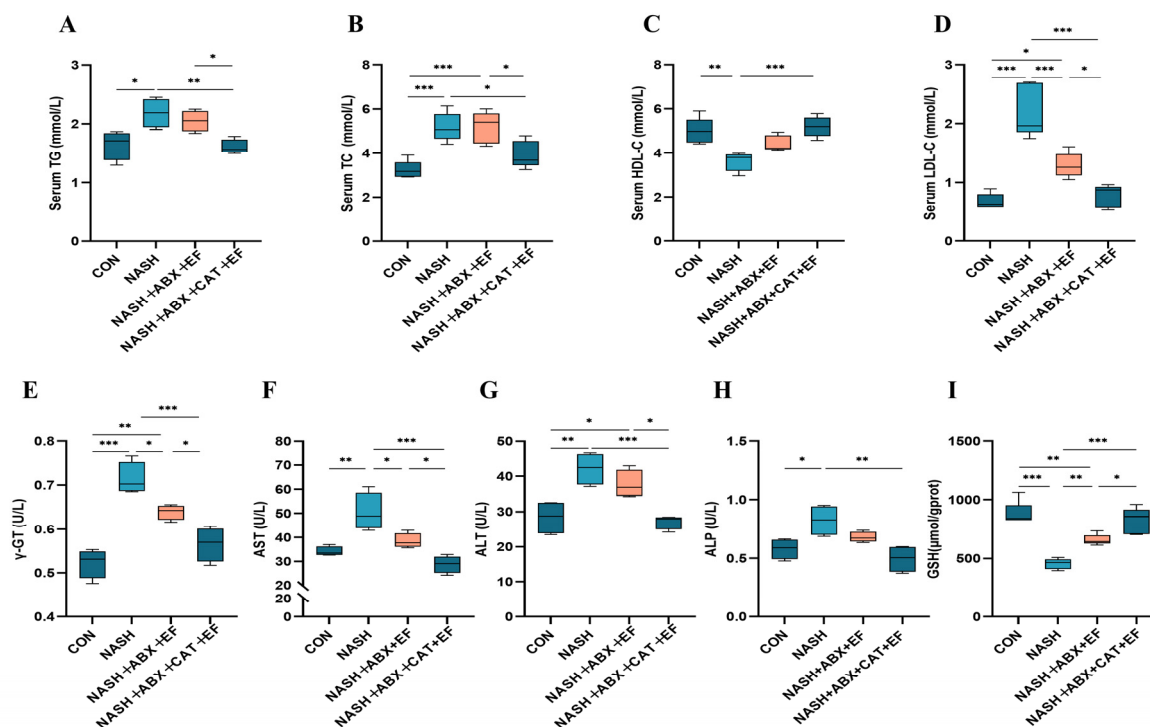 A
Serum TG (mmol/L)
3
2
1
0
*
**
*
CON
NASH
NASH+ABX+EF
NASH+ABX+CAT+EF
B
Serum TC (mmol/L)
8
6
4
2
0
***
*
***
*
CON
NASH
NASH+ABX+EF
NASH+ABX+CAT+EF
C
Serum HDL-C (mmol/L)
8
6
4
2
0
**
***
CON
NASH
NASH+ABX+EF
NASH+ABX+CAT+EF
D
Serum LDL-C (mmol/L)
3
2
1
0
***
*
***
***
*
CON
NASH
NASH+ABX+EF
NASH+ABX+CAT+EF
E
γ-GT (U/L)
0.8
0.7
0.6
0.5
0.4
***
**
***
*
*
CON
NASH
NASH+ABX+EF
NASH+ABX+CAT+EF
F
AST (U/L)
80
70
60
50
40
30
20
20
0
***
**
*
*
CON
NASH
NASH+ABX+EF
NASH+ABX+CAT+EF
G
ALT (U/L)
50
40
30
20
10
0
*
*
**
***
CON
NASH
NASH+ABX+EF
NASH+ABX+CAT+EF
H
ALP (U/L)
1.5
1.0
0.5
0.0
*
**
CON
NASH
NASH+ABX+EF
NASH+ABX+CAT+EF
I
GSH(μmol/gprot)
1500
1000
500
0
***
**
***
**
*
CON
NASH
NASH+ABX+EF
NASH+ABX+CAT+EF